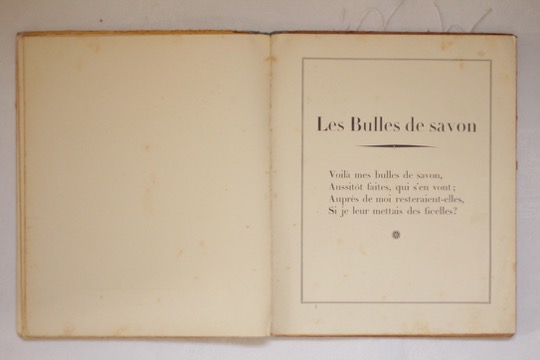 Les Bulles de savon
Voilà mes bulles de savon,
Aussitôt faites, qui s'en vont ;
Auprès de moi resteraient-elles,
Si je leur mettais des ficelles?